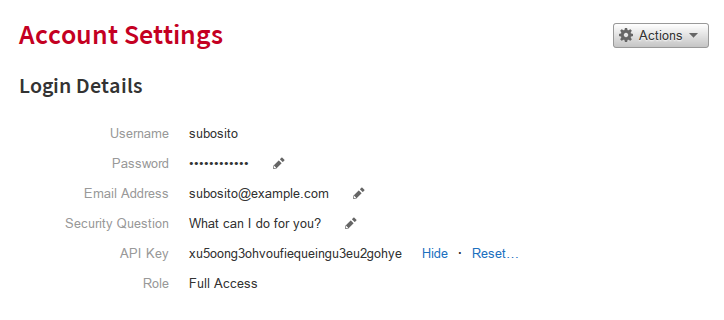 Account Settings
Actions
Login Details
Username subosito
Password ••••••••••••
Email Address subosito@example.com
Security Question What can I do for you?
API Key xu5oong3ohvoufiequeingu3eu2gohye Hide · Reset...
Role Full Access